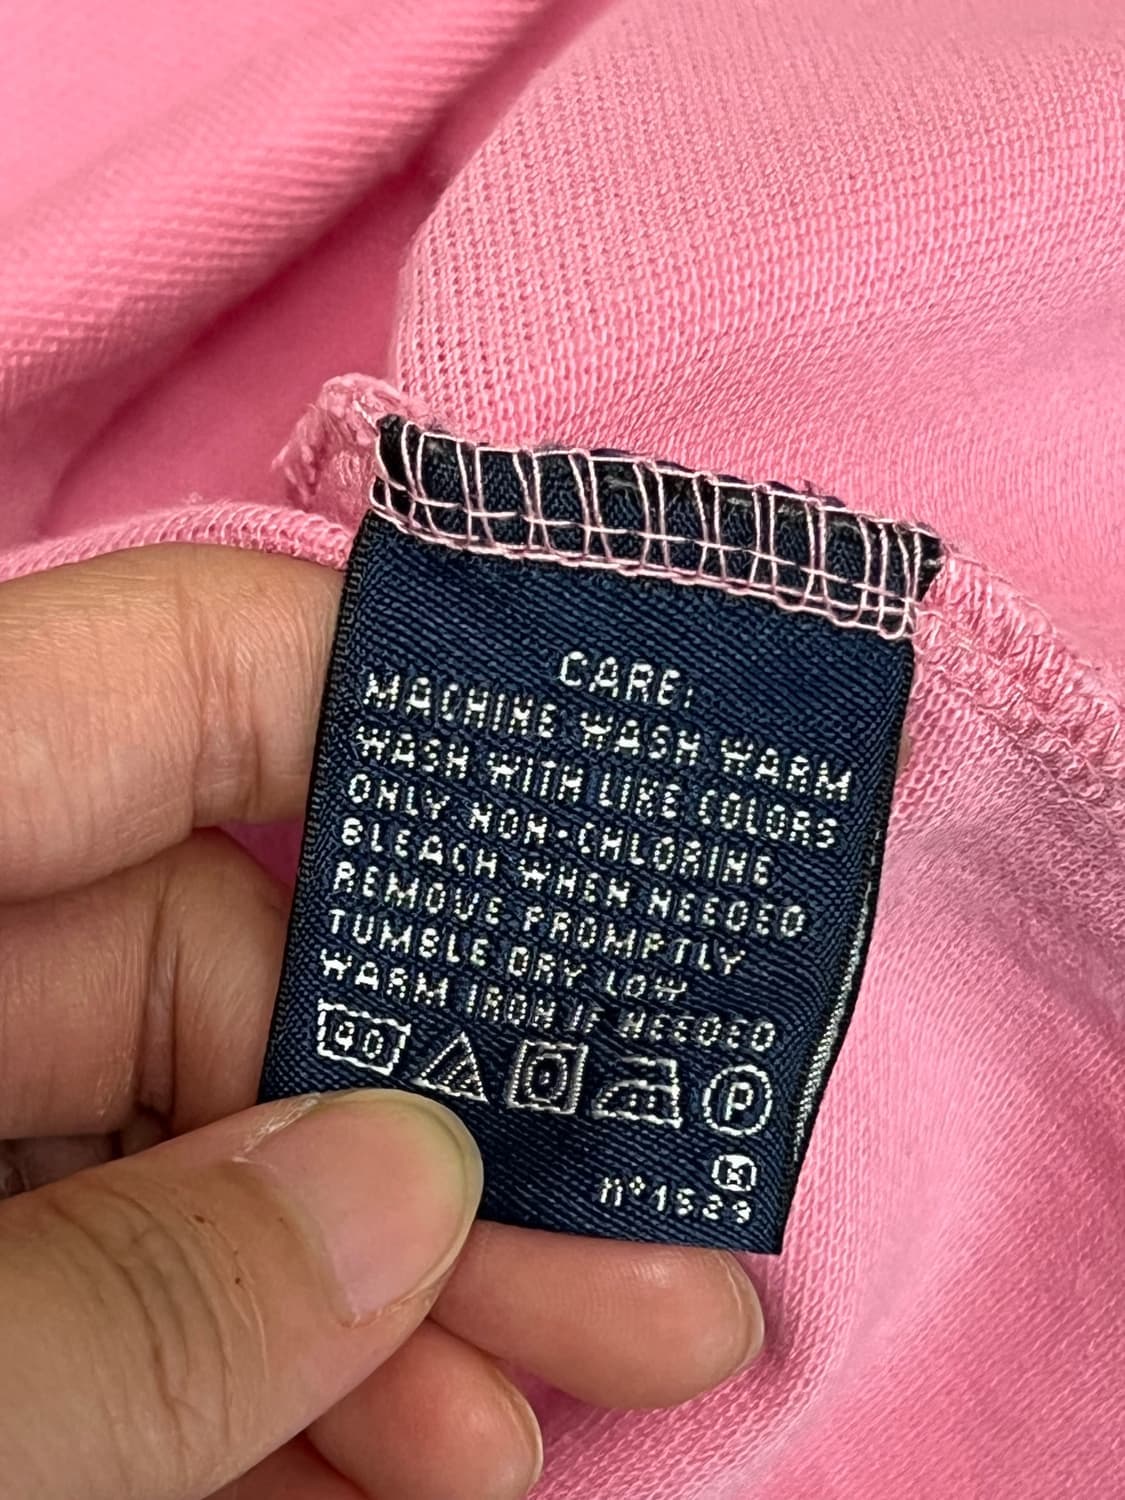 CARE:
MACHINE WASH WARM
WASH WITH LIKE COLORS
ONLY NON-CHLORINE
BLEACH WHEN NEEDED
REMOVE PROMPTLY
TUMBLE DRY LOW
WARM IRON IF NEEDED
40 P
K
n°1529